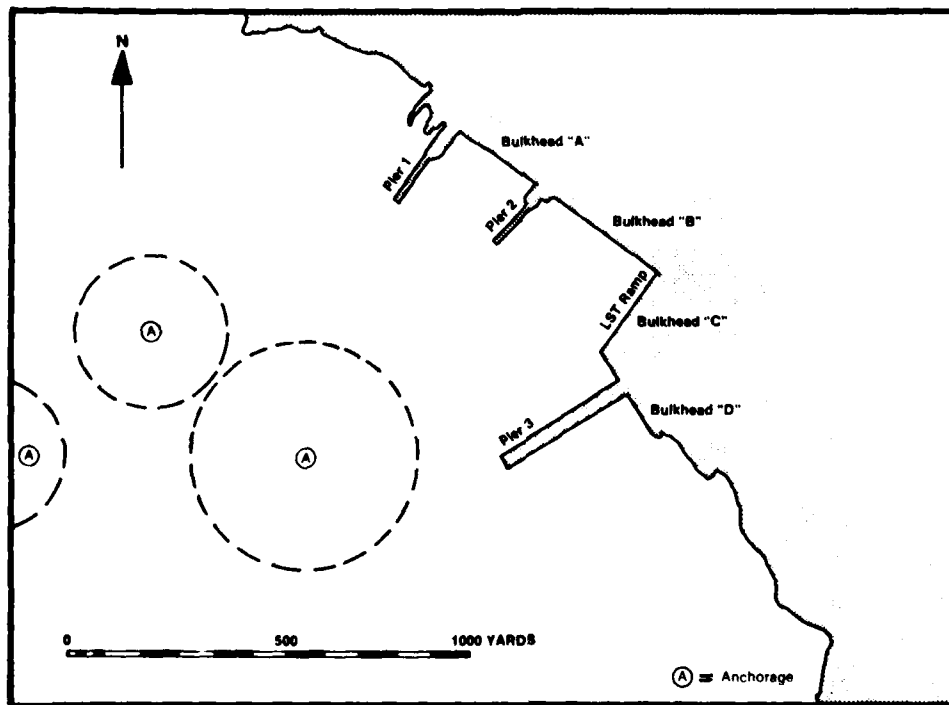 N
Bulkhead "A"
Pier 1
Pier 2
Bulkhead "B"
LST Ramp
Bulkhead "C"
A
Pier 3
Bulkhead "D"
A
A
0 500 1000 YARDS
A = Anchorage